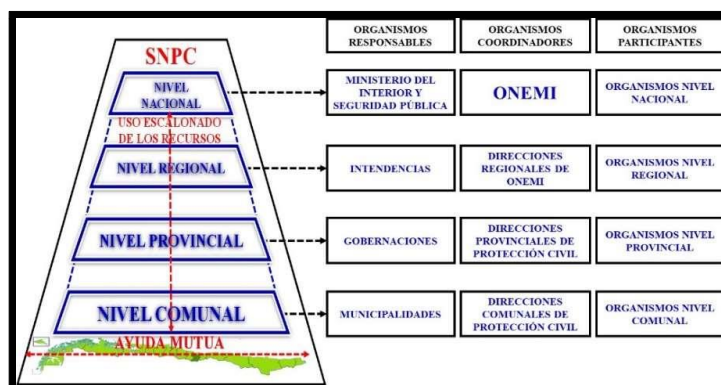 SNPC
NIVEL
NACIONAL
USO ESCALONADO
DE LOS RECURSOS
NIVEL REGIONAL
NIVEL PROVINCIAL
NIVEL COMUNAL
AYUDA MUTUA
ORGANISMOS
RESPONSABLES
ORGANISMOS
COORDINADORES
ORGANISMOS
PARTICIPANTES
MINISTERIO DEL
INTERIOR Y
SEGURIDAD PÚBLICA
ONEMI
ORGANISMOS NIVEL
NACIONAL
INTENDENCIAS
DIRECCIONES
REGIONALES DE
ONEMI
ORGANISMOS NIVEL
REGIONAL
GOBERNACIONES
DIRECCIONES
PROVINCIALES DE
PROTECCIÓN CIVIL
ORGANISMOS NIVEL
PROVINCIAL
MUNICIPALIDADES
DIRECCIONES
COMUNALES DE
PROTECCIÓN CIVIL
ORGANISMOS NIVEL
COMUNAL